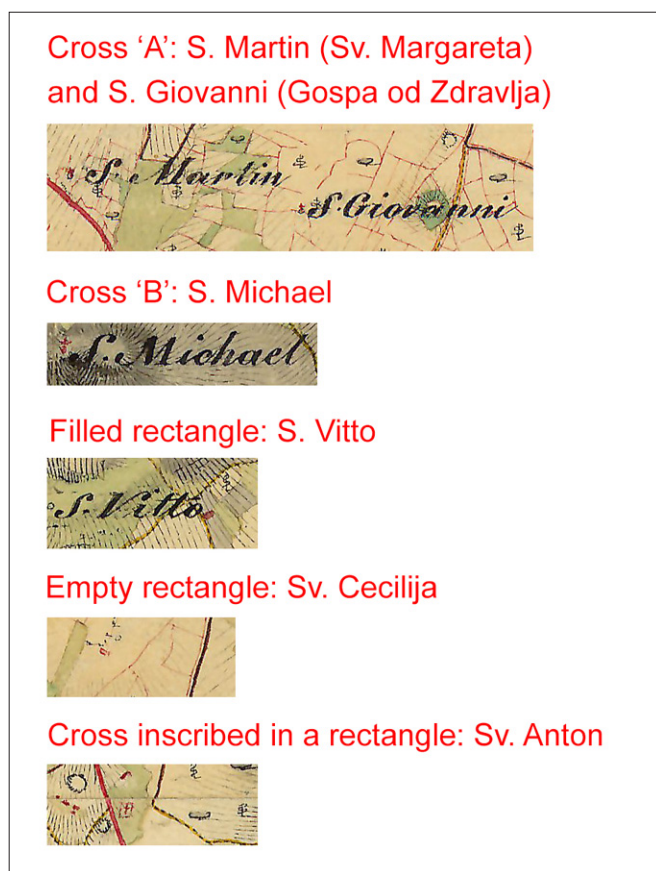 Cross ‘A’: S. Martin (Sv. Margareta)
and S. Giovanni (Gospa od Zdravlja)
S. Martin
S. Giovanni
Cross ‘B’: S. Michael
S. Michael
Filled rectangle: S. Vitto
S. Vitto
Empty rectangle: Sv. Cecilija
Cross inscribed in a rectangle: Sv. Anton